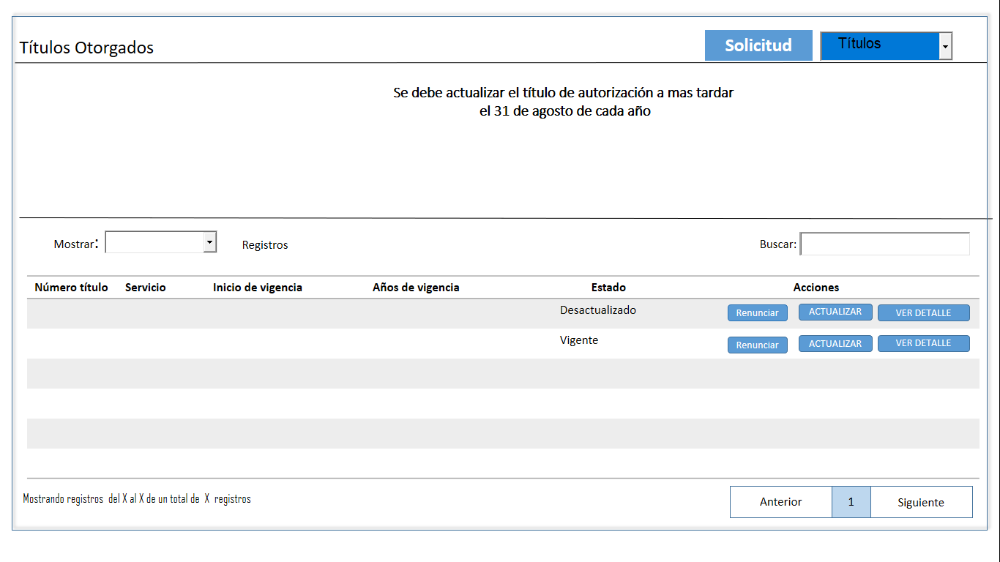 Títulos Otorgados
Solicitud
Títulos
Se debe actualizar el título de autorización a mas tardar
el 31 de agosto de cada año
Mostrar:
Registros
Buscar:
Número título Servicio Inicio de vigencia Años de vigencia Estado Acciones
Desactualizado Renunciar ACTUALIZAR VER DETALLE
Vigente Renunciar ACTUALIZAR VER DETALLE
Mostrando registros del X al X de un total de X registros
Anterior 1 Siguiente